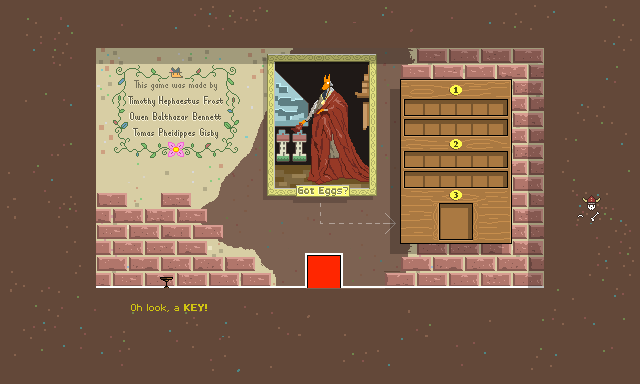 This game was made by
Timothy Hephaestus Frost
Owen Balthazar Bennett
Tomas Pheidippes Gisby
Got Eggs?
1
2
3
Oh look, a KEY!